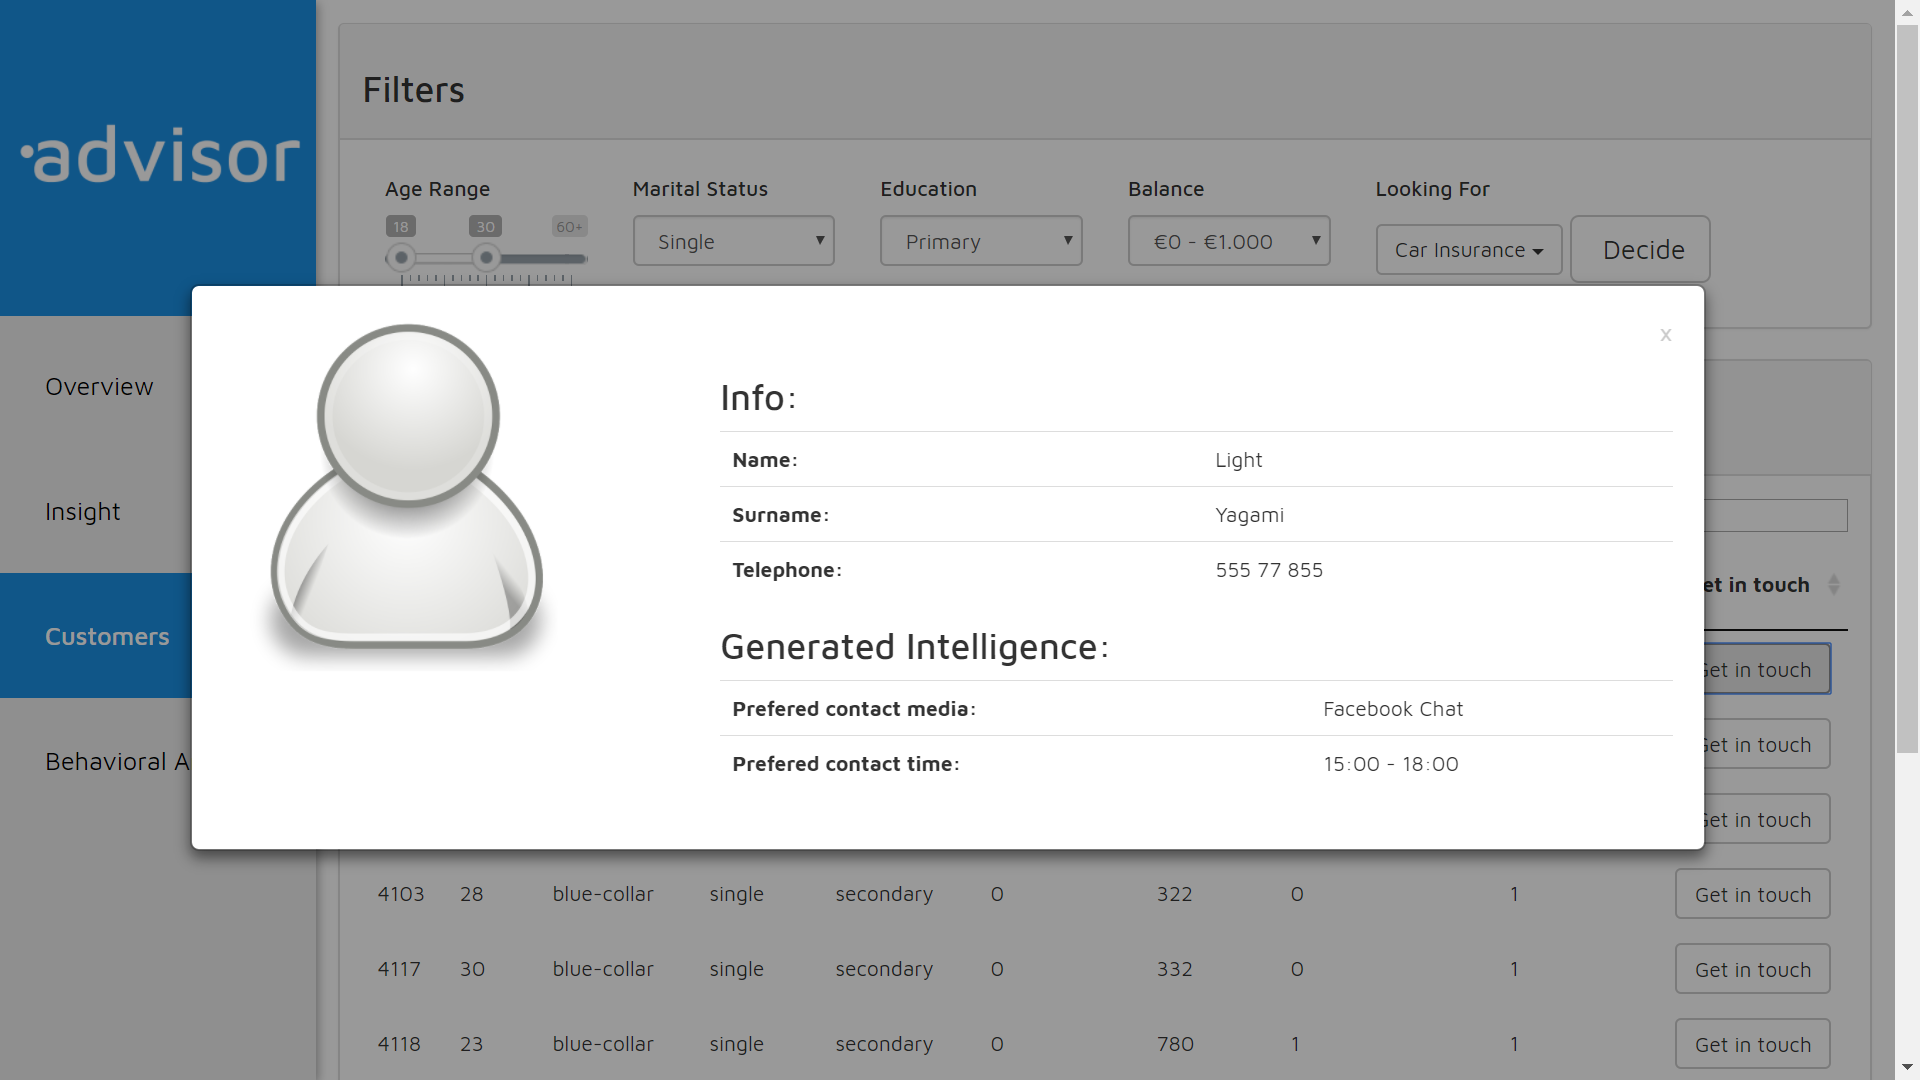 advisor
Filters
Age Range
Marital Status
Education
Balance
Looking For
18
30
60+
Single
Primary
€0 - €1.000
Car Insurance
Decide
x
Overview
Insight
Customers
Behavioral A
Info:
Name: Light
Surname: Yagami
Telephone: 555 77 855
Generated Intelligence:
Prefered contact media: Facebook Chat
Prefered contact time: 15:00 - 18:00
et in touch
Get in touch
Get in touch
Get in touch
4103 28 blue-collar single secondary 0 322 0 1 Get in touch
4117 30 blue-collar single secondary 0 332 0 1 Get in touch
4118 23 blue-collar single secondary 0 780 1 1 Get in touch